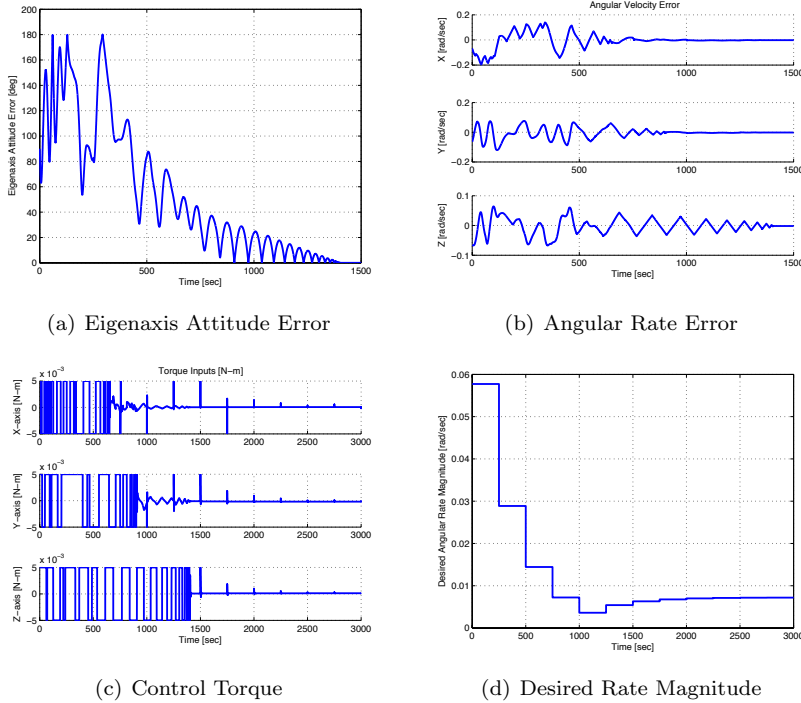 Angular Velocity Error
180
160
140
120
100
80
60
40
20
0
Eigenaxis Attitude Error [deg]
0 500 1000 1500
Time [sec]
0.2
0
−0.2
X [rad/sec]
0 500 1000 1500
0.2
0
−0.2
Y [rad/sec]
0 500 1000 1500
0.1
0
−0.1
Z [rad/sec]
0 500 1000 1500
Time [sec]
(a) Eigenaxis Attitude Error
(b) Angular Rate Error
Torque Inputs [N−m]
5
0
−5
X−axis [N−m]
0 500 1000 1500 2000 2500 3000
x 10⁻³
5
0
−5
Y−axis [N−m]
0 500 1000 1500 2000 2500 3000
x 10⁻³
5
0
−5
Z−axis [N−m]
0 500 1000 1500 2000 2500 3000
Time [sec]
x 10⁻³
0.06
0.05
0.04
0.03
0.02
0.01
0
Desired Angular Rate Magnitude [rad/sec]
0 500 1000 1500 2000 2500 3000
Time [sec]
(c) Control Torque
(d) Desired Rate Magnitude